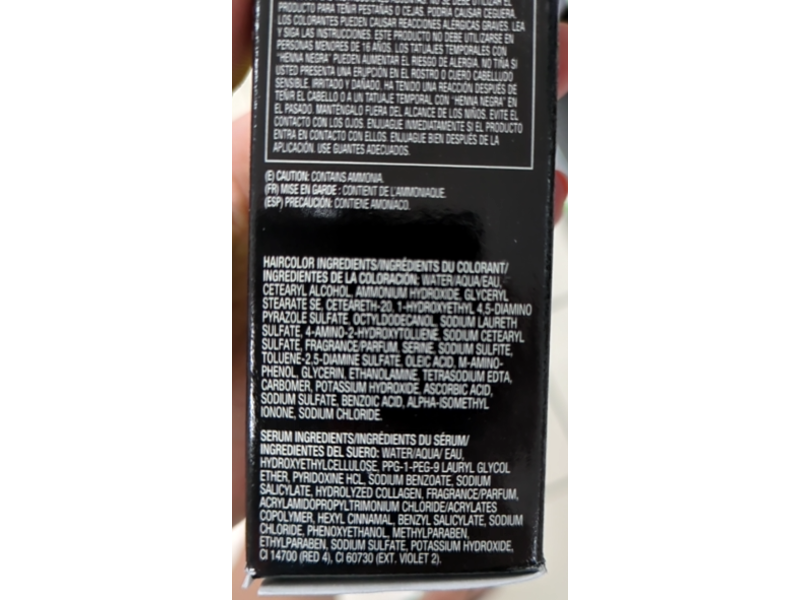 PRODUCTO PARA TEÑIR PESTAÑAS O CEJAS. PODRÍA CAUSAR CEGUERA.
LOS COLORANTES PUEDEN CAUSAR REACCIONES ALÉRGICAS GRAVES. LEA
Y SIGA LAS INSTRUCCIONES. ESTE PRODUCTO NO DEBE UTILIZARSE EN
PERSONAS MENORES DE 16 AÑOS. LOS TATUAJES TEMPORALES CON
"HENNA NEGRA" PUEDEN AUMENTAR EL RIESGO DE ALERGIA. NO TIÑA SI
USTED PRESENTA UNA ERUPCIÓN EN EL ROSTRO O CUERO CABELLUDO
SENSIBLE, IRRITADO Y DAÑADO, HA TENIDO UNA REACCIÓN DESPUÉS DE
TEÑIR EL CABELLO O A UN TATUAJE TEMPORAL CON "HENNA NEGRA" EN
EL PASADO. MANTÉNGALO FUERA DEL ALCANCE DE LOS NIÑOS. EVITE EL
CONTACTO CON LOS OJOS. ENJUAGUE INMEDIATAMENTE SI EL PRODUCTO
ENTRA EN CONTACTO CON ELLOS. ENJUAGUE BIEN DESPUÉS DE LA
APLICACIÓN. USE GUANTES ADECUADOS.
(E) CAUTION: CONTAINS AMMONIA.
(FR) MISE EN GARDE : CONTIENT DE L'AMMONIAQUE.
(ESP) PRECAUCIÓN: CONTIENE AMONÍACO.
HAIRCOLOR INGREDIENTS/INGRÉDIENTS DU COLORANT/
INGREDIENTES DE LA COLORACIÓN: WATER/AQUA/EAU,
CETEARYL ALCOHOL, AMMONIUM HYDROXIDE, GLYCERYL
STEARATE SE, CETEARETH-20, 1-HYDROXYETHYL 4,5-DIAMINO
PYRAZOLE SULFATE, OCTYLDODECANOL, SODIUM LAURETH
SULFATE, 4-AMINO-2-HYDROXYTOLUENE, SODIUM CETEARYL
SULFATE, FRAGRANCE/PARFUM, SERINE, SODIUM SULFITE,
TOLUENE-2,5-DIAMINE SULFATE, OLEIC ACID, M-AMINO-
PHENOL, GLYCERIN, ETHANOLAMINE, TETRASODIUM EDTA,
CARBOMER, POTASSIUM HYDROXIDE, ASCORBIC ACID,
SODIUM SULFATE, BENZOIC ACID, ALPHA-ISOMETHYL
IONONE, SODIUM CHLORIDE.
SERUM INGREDIENTS/INGRÉDIENTS DU SÉRUM/
INGREDIENTES DEL SUERO: WATER/AQUA/ EAU,
HYDROXYETHYLCELLULOSE, PPG-1-PEG-9 LAURYL GLYCOL
ETHER, PYRIDOXINE HCL, SODIUM BENZOATE, SODIUM
SALICYLATE, HYDROLYZED COLLAGEN, FRAGRANCE/PARFUM,
ACRYLAMIDOPROPYLTRIMONIUM CHLORIDE/ACRYLATES
COPOLYMER, HEXYL CINNAMAL, BENZYL SALICYLATE, SODIUM
CHLORIDE, PHENOXYETHANOL, METHYLPARABEN,
ETHYLPARABEN, SODIUM SULFATE, POTASSIUM HYDROXIDE,
CI 14700 (RED 4), CI 60730 (EXT. VIOLET 2).